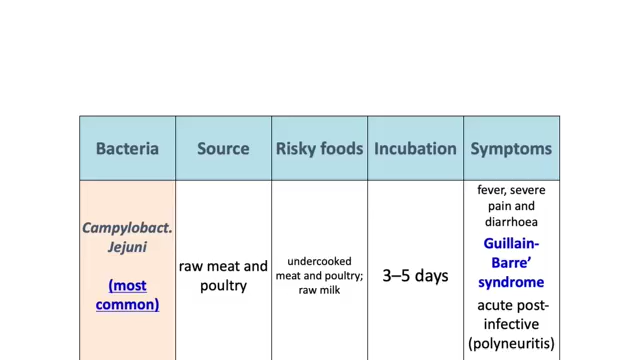 Bacteria
Source
Risky foods
Incubation
Symptoms
Campylobact.
Jejuni
(most
common)
raw meat and
poultry
undercooked
meat and poultry;
raw milk
3–5 days
fever, severe
pain and
diarrhoea
Guillain-
Barre’
syndrome
acute post-
infective
(polyneuritis)